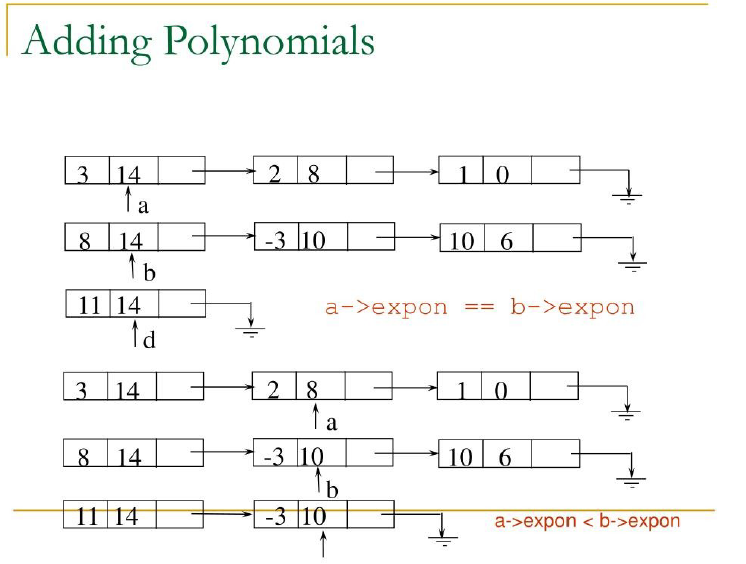 Adding Polynomials
3 14 2 8 1 0
a
8 14 -3 10 10 6
b
11 14 a->expon == b->expon
d
3 14 2 8 1 0
a
8 14 -3 10 10 6
b
11 14 -3 10 a->expon < b->expon